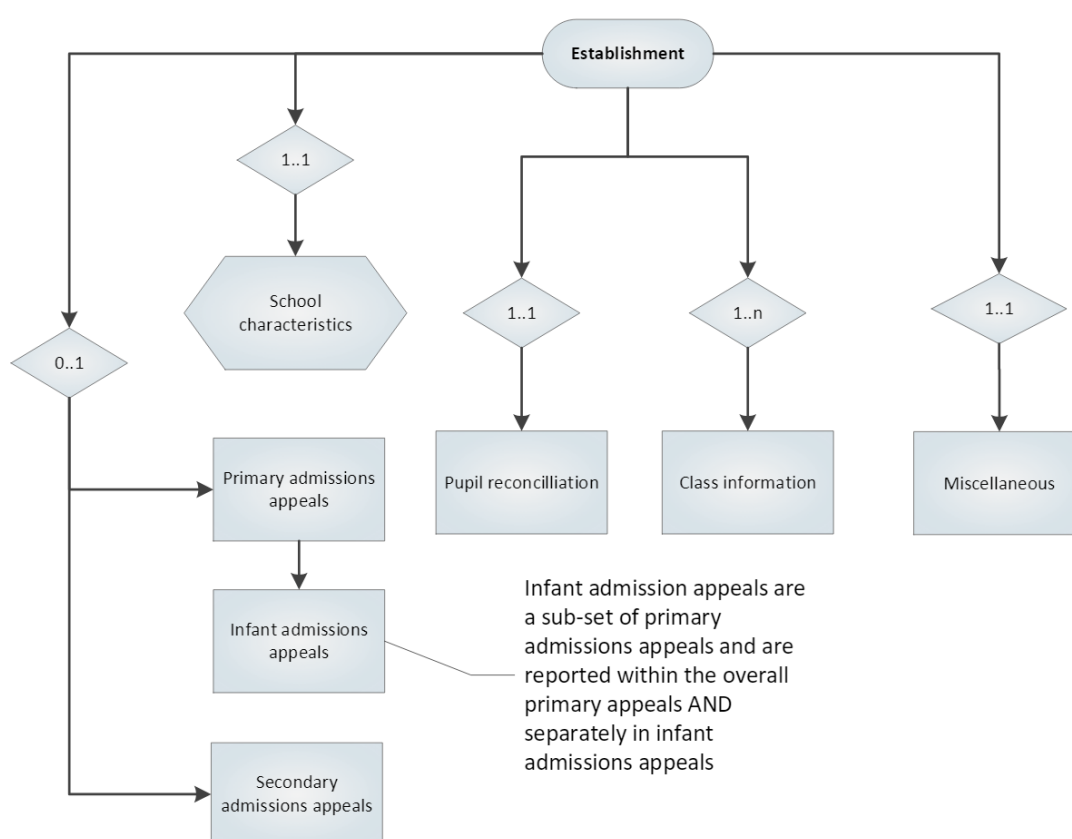 Establishment
1..1
School
characteristics
1..1
1..n
1..1
0..1
Primary admissions
appeals
Pupil reconcilliation
Class information
Miscellaneous
Infant admissions
appeals
Infant admission appeals are
a sub-set of primary
admissions appeals and are
reported within the overall
primary appeals AND
separately in infant
admissions appeals
Secondary
admissions appeals